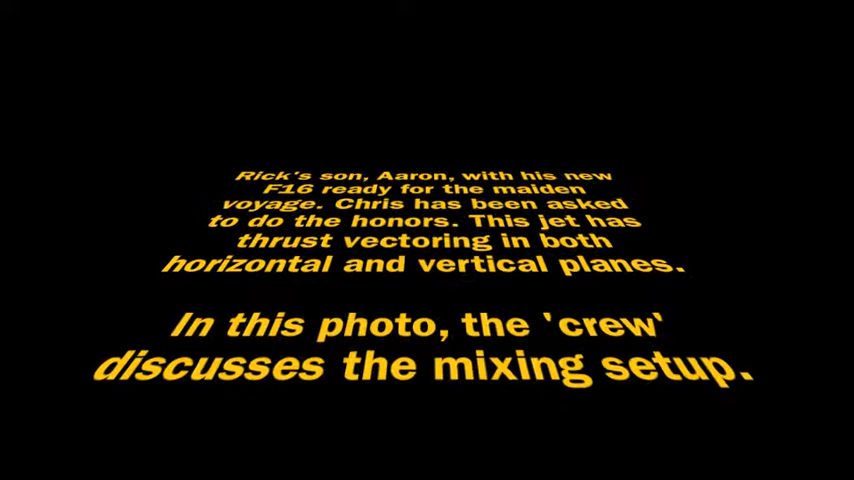 Rick's son, Aaron, with his new
F16 ready for the maiden
voyage. Chris has been asked
to do the honors. This jet has
thrust vectoring in both
horizontal and vertical planes.
In this photo, the 'crew'
discusses the mixing setup.